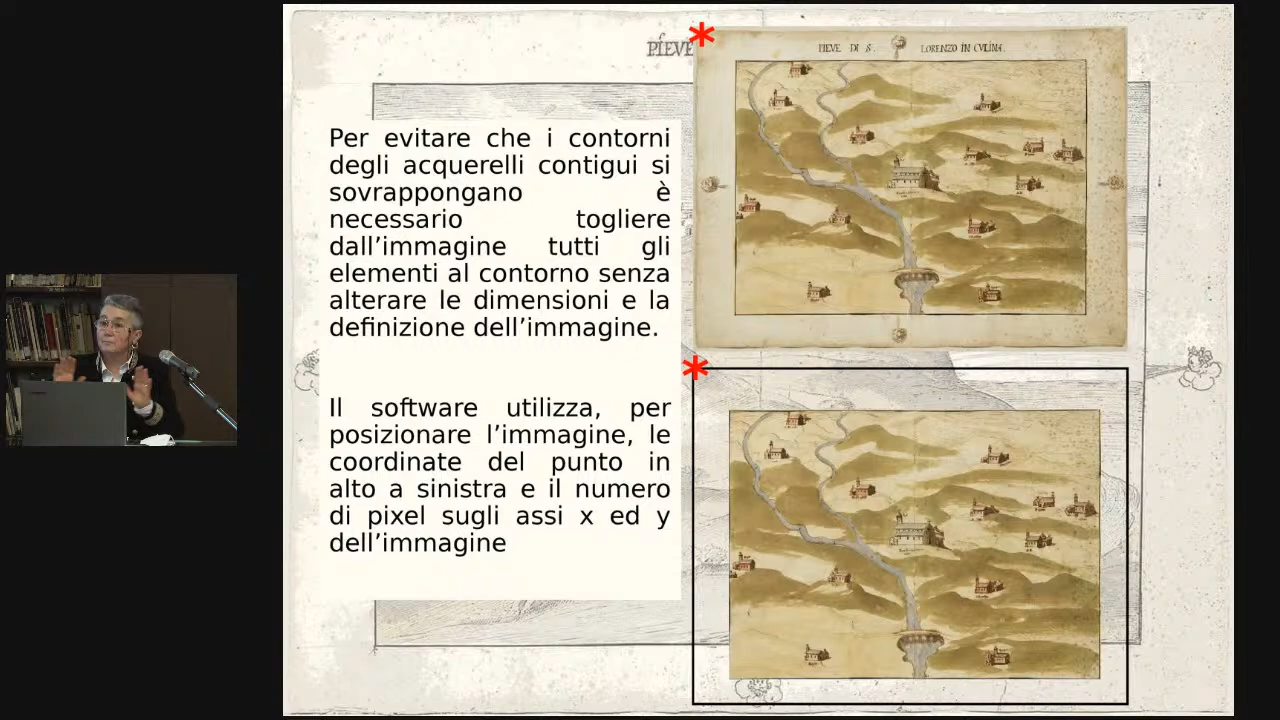 PIEVE
PIEVE DI S. LORENZO IN CVLINA.
Per evitare che i contorni
degli acquerelli contigui si
sovrappongano è
necessario togliere
dall’immagine tutti gli
elementi al contorno senza
alterare le dimensioni e la
definizione dell’immagine.
Il software utilizza, per
posizionare l’immagine, le
coordinate del punto in
alto a sinistra e il numero
di pixel sugli assi x ed y
dell’immagine